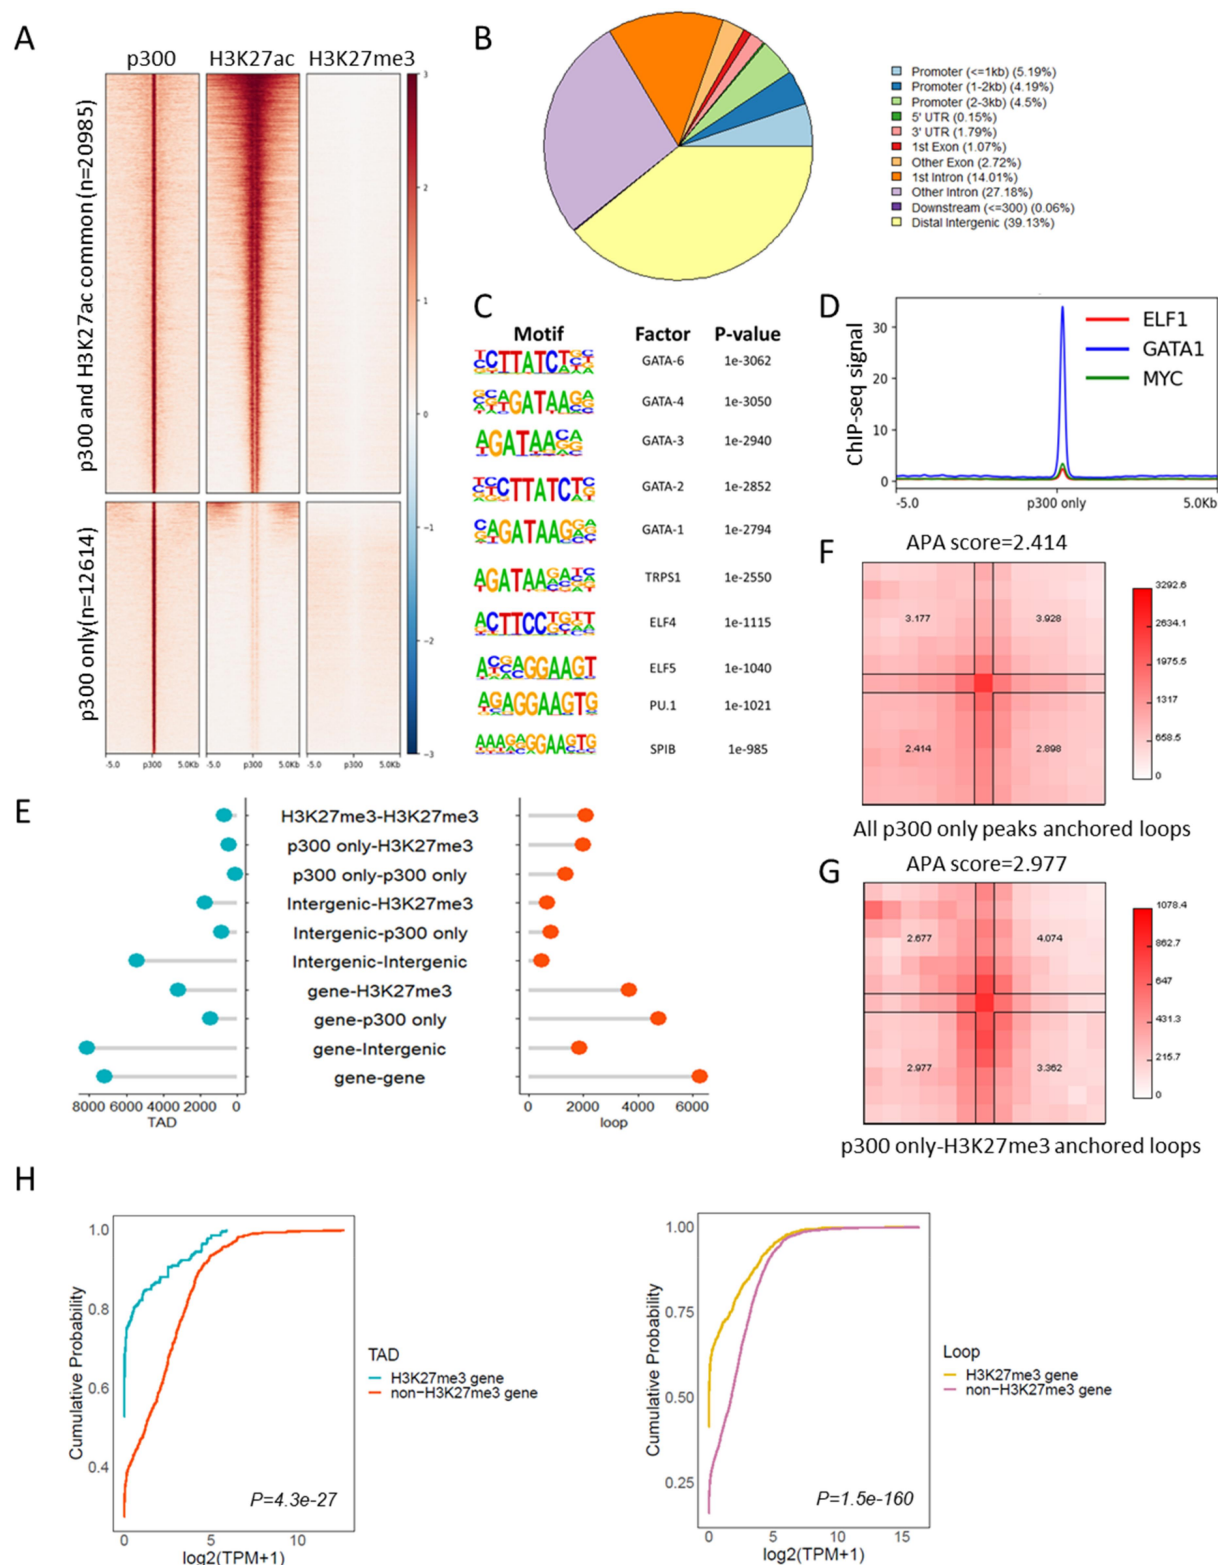 A
p300
H3K27ac
H3K27me3
p300 and H3K27ac common (n=20985)
p300 only(n=12614)
3
2
1
0
−1
−2
−3
-5.0 p300 5.0Kb
-5.0 p300 5.0Kb
-5.0 p300 5.0Kb
B
Promoter (<=1kb) (5.19%)
Promoter (1-2kb) (4.19%)
Promoter (2-3kb) (4.5%)
5' UTR (0.15%)
3' UTR (1.79%)
1st Exon (1.07%)
Other Exon (2.72%)
1st Intron (14.01%)
Other Intron (27.18%)
Downstream (<=300) (0.06%)
Distal Intergenic (39.13%)
C
Motif Factor P-value
GATA-6 1e-3062
GATA-4 1e-3050
GATA-3 1e-2940
GATA-2 1e-2852
GATA-1 1e-2794
TRPS1 1e-2550
ELF4 1e-1115
ELF5 1e-1040
PU.1 1e-1021
SPIB 1e-985
D
ChIP-seq signal
30
20
10
0
ELF1
GATA1
MYC
-5.0 p300 only 5.0Kb
E
H3K27me3-H3K27me3
p300 only-H3K27me3
p300 only-p300 only
Intergenic-H3K27me3
Intergenic-p300 only
Intergenic-Intergenic
gene-H3K27me3
gene-p300 only
gene-Intergenic
gene-gene
8000 6000 4000 2000 0
TAD
0 2000 4000 6000
loop
F
APA score=2.414
3.177 3.928
2.414 2.898
3292.6
2634.1
1975.5
1317
658.5
0
All p300 only peaks anchored loops
G
APA score=2.977
2.677 4.074
2.977 3.362
1078.4
862.7
647
431.3
215.7
0
p300 only-H3K27me3 anchored loops
H
Cumulative Probability
1.0
0.8
0.6
0.4
0 5 10
log2(TPM+1)
P=4.3e-27
TAD
H3K27me3 gene
non−H3K27me3 gene
Cumulative Probability
1.00
0.75
0.50
0.25
0 5 10 15
log2(TPM+1)
P=1.5e-160
Loop
H3K27me3 gene
non−H3K27me3 gene